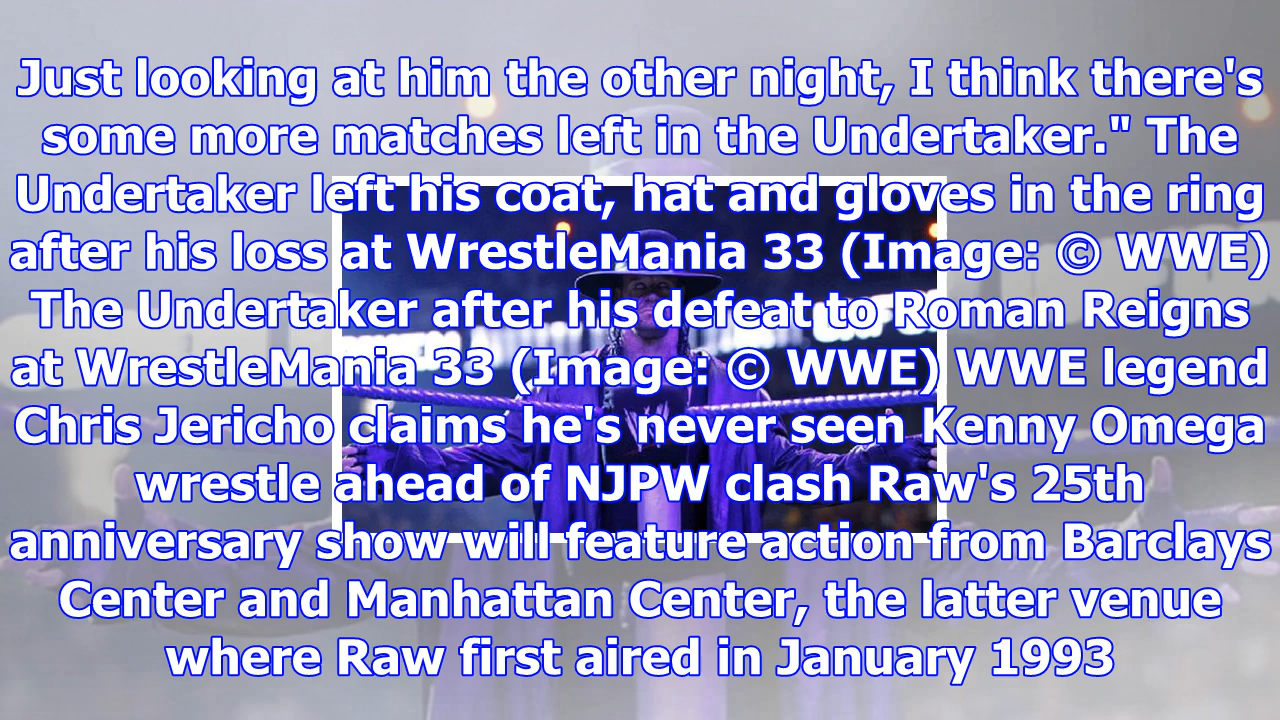 Just looking at him the other night, I think there's
some more matches left in the Undertaker." The
Undertaker left his coat, hat and gloves in the ring
after his loss at WrestleMania 33 (Image: © WWE)
The Undertaker after his defeat to Roman Reigns
at WrestleMania 33 (Image: © WWE) WWE legend
Chris Jericho claims he's never seen Kenny Omega
wrestle ahead of NJPW clash Raw's 25th
anniversary show will feature action from Barclays
Center and Manhattan Center, the latter venue
where Raw first aired in January 1993